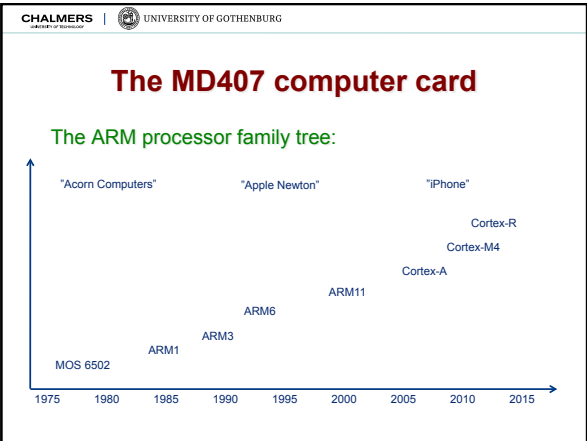 CHALMERS | UNIVERSITY OF GOTHENBURG
UNIVERSITY OF TECHNOLOGY
The MD407 computer card
The ARM processor family tree:
"Acorn Computers" "Apple Newton" "iPhone"
Cortex-R
Cortex-M4
Cortex-A
ARM11
ARM6
ARM3
ARM1
MOS 6502
1975 1980 1985 1990 1995 2000 2005 2010 2015